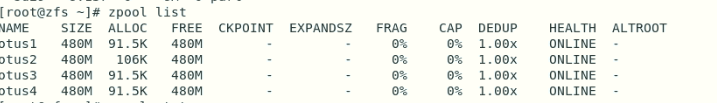 [root@zfs ~]# zpool list
NAME SIZE ALLOC FREE CKPOINT EXPANDSZ FRAG CAP DEDUP HEALTH ALTROOT
otus1 480M 91.5K 480M - - 0% 0% 1.00x ONLINE -
otus2 480M 106K 480M - - 0% 0% 1.00x ONLINE -
otus3 480M 91.5K 480M - - 0% 0% 1.00x ONLINE -
otus4 480M 91.5K 480M - - 0% 0% 1.00x ONLINE -